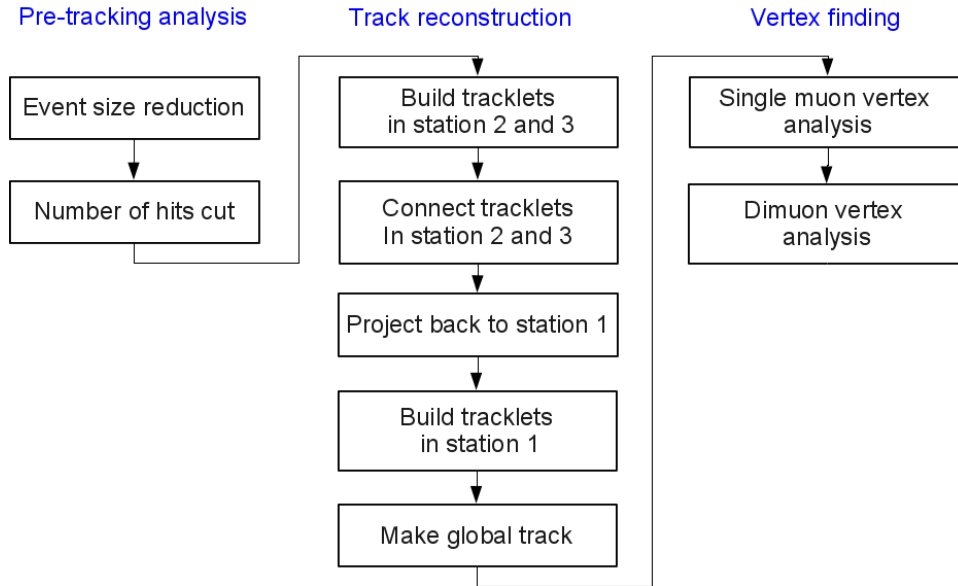 Pre-tracking analysis
Event size reduction
Number of hits cut
Track reconstruction
Build tracklets
in station 2 and 3
Connect tracklets
In station 2 and 3
Project back to station 1
Build tracklets
in station 1
Make global track
Vertex finding
Single muon vertex
analysis
Dimuon vertex
analysis